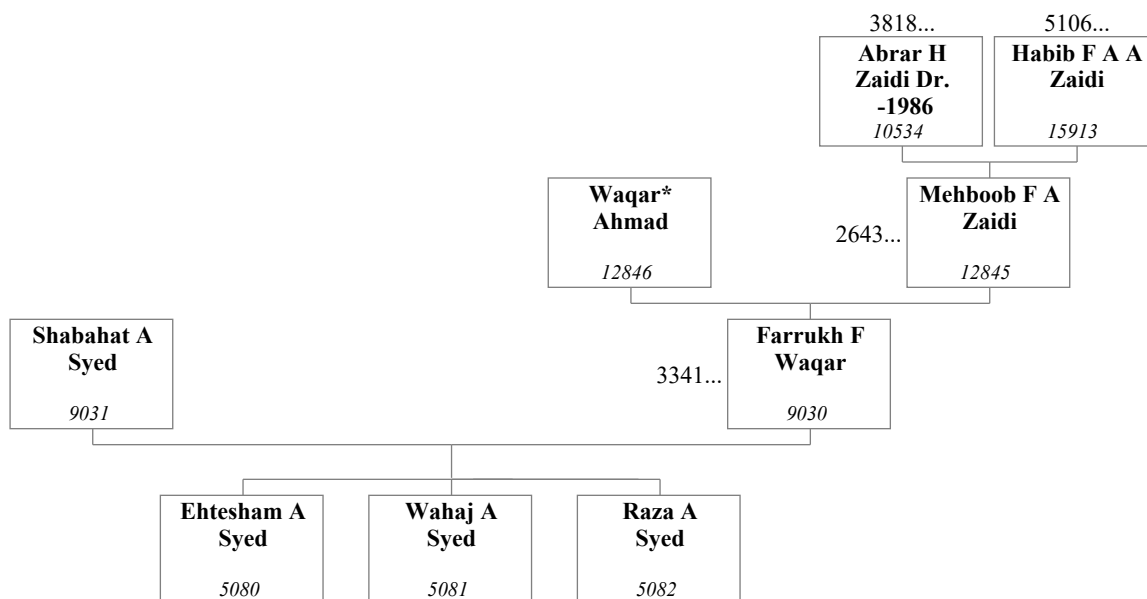 3818...
5106...
Abrar H
Zaidi Dr.
-1986
10534
Habib F A A
Zaidi
15913
Waqar*
Ahmad
12846
2643...
Mehboob F A
Zaidi
12845
Shabahat A
Syed
9031
3341...
Farrukh F
Waqar
9030
Ehtesham A
Syed
5080
Wahaj A
Syed
5081
Raza A
Syed
5082